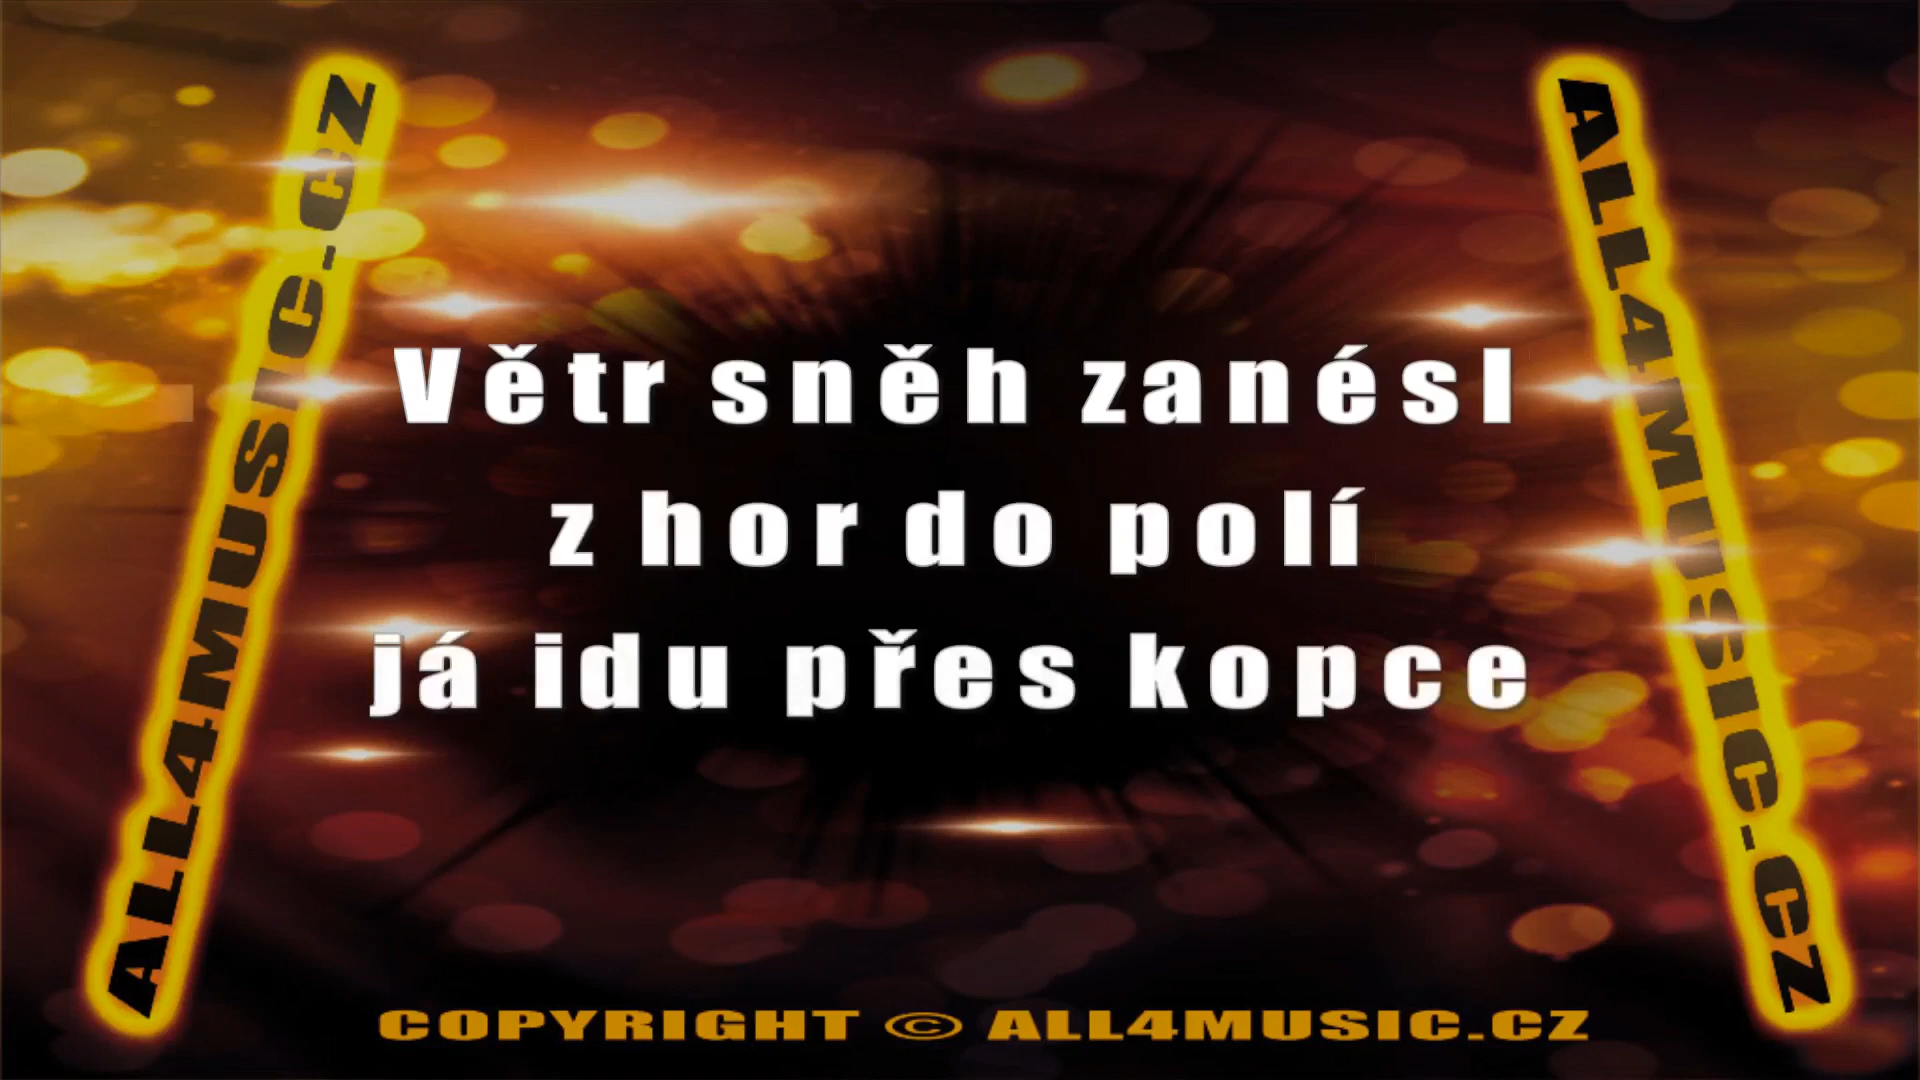 ALL4MUSIC.CZ
ALL4MUSIC.CZ
Větr sněh zanésl
z hor do polí
já idu přes kopce
COPYRIGHT © ALL4MUSIC.CZ